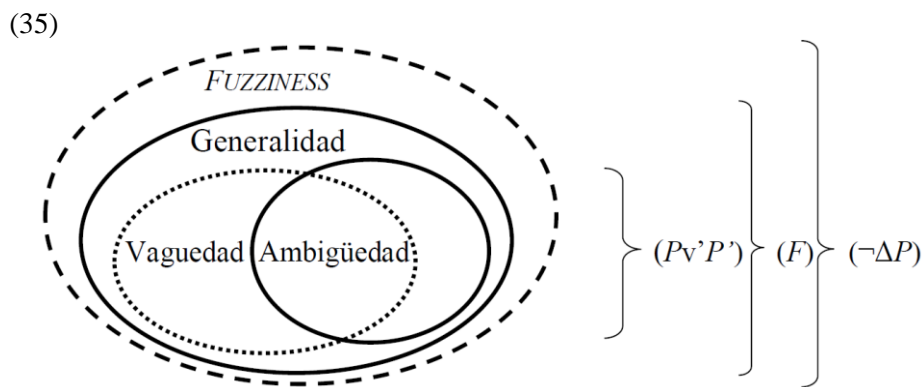 (35)
FUZZINESS
Generalidad
Vaguedad Ambigüedad (Pv’P’) (F) (¬ΔP)